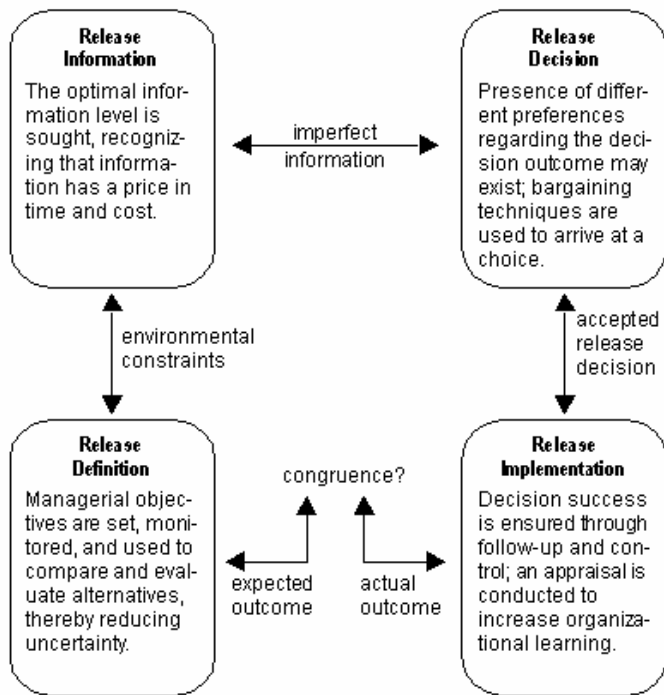 Release
Information
The optimal infor-
mation level is
sought, recogniz-
ing that informa-
tion has a price in
time and cost.
imperfect
information
Release
Decision
Presence of differ-
ent preferences
regarding the deci-
sion outcome may
exist; bargaining
techniques are
used to arrive at a
choice.
environmental
constraints
accepted
release
decision
Release
Definition
Managerial objec-
tives are set, moni-
tored, and used to
compare and eval-
uate alternatives,
thereby reducing
uncertainty.
congruence?
expected
outcome
actual
outcome
Release
Implementation
Decision success
is ensured through
follow-up and con-
trol; an appraisal is
conducted to
increase organiza-
tional learning.